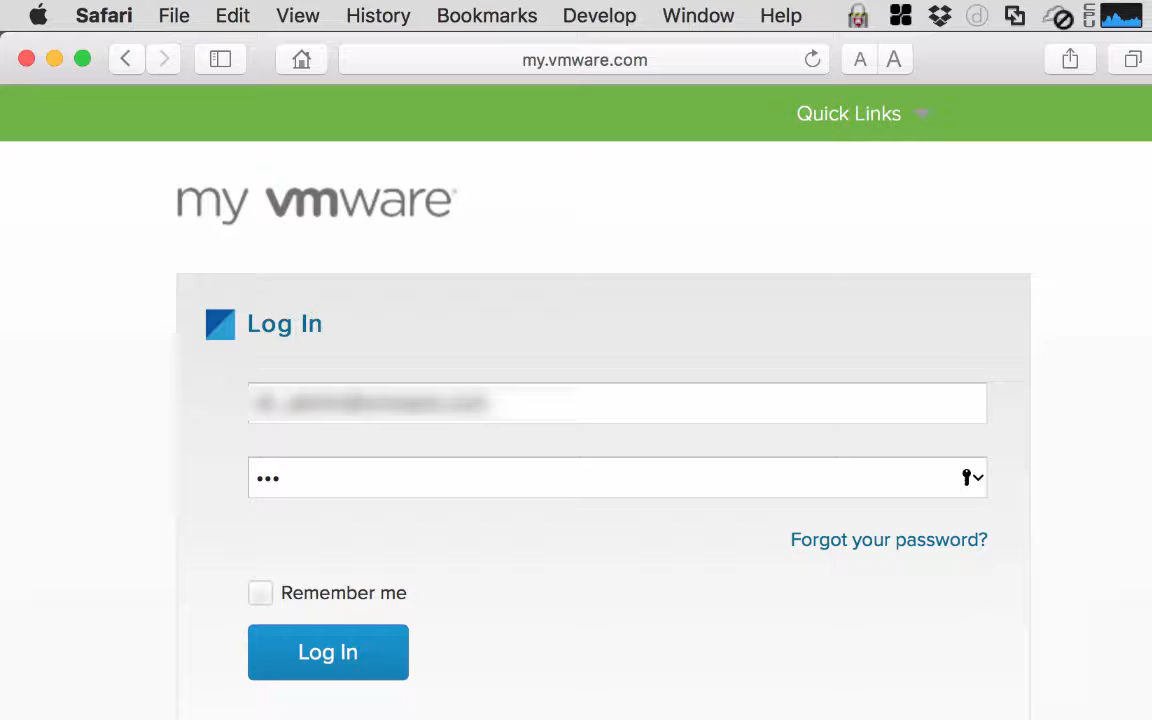 Safari File Edit View History Bookmarks Develop Window Help
my.vmware.com
A A
Quick Links
my vmware
Log In
•••
Forgot your password?
Remember me
Log In